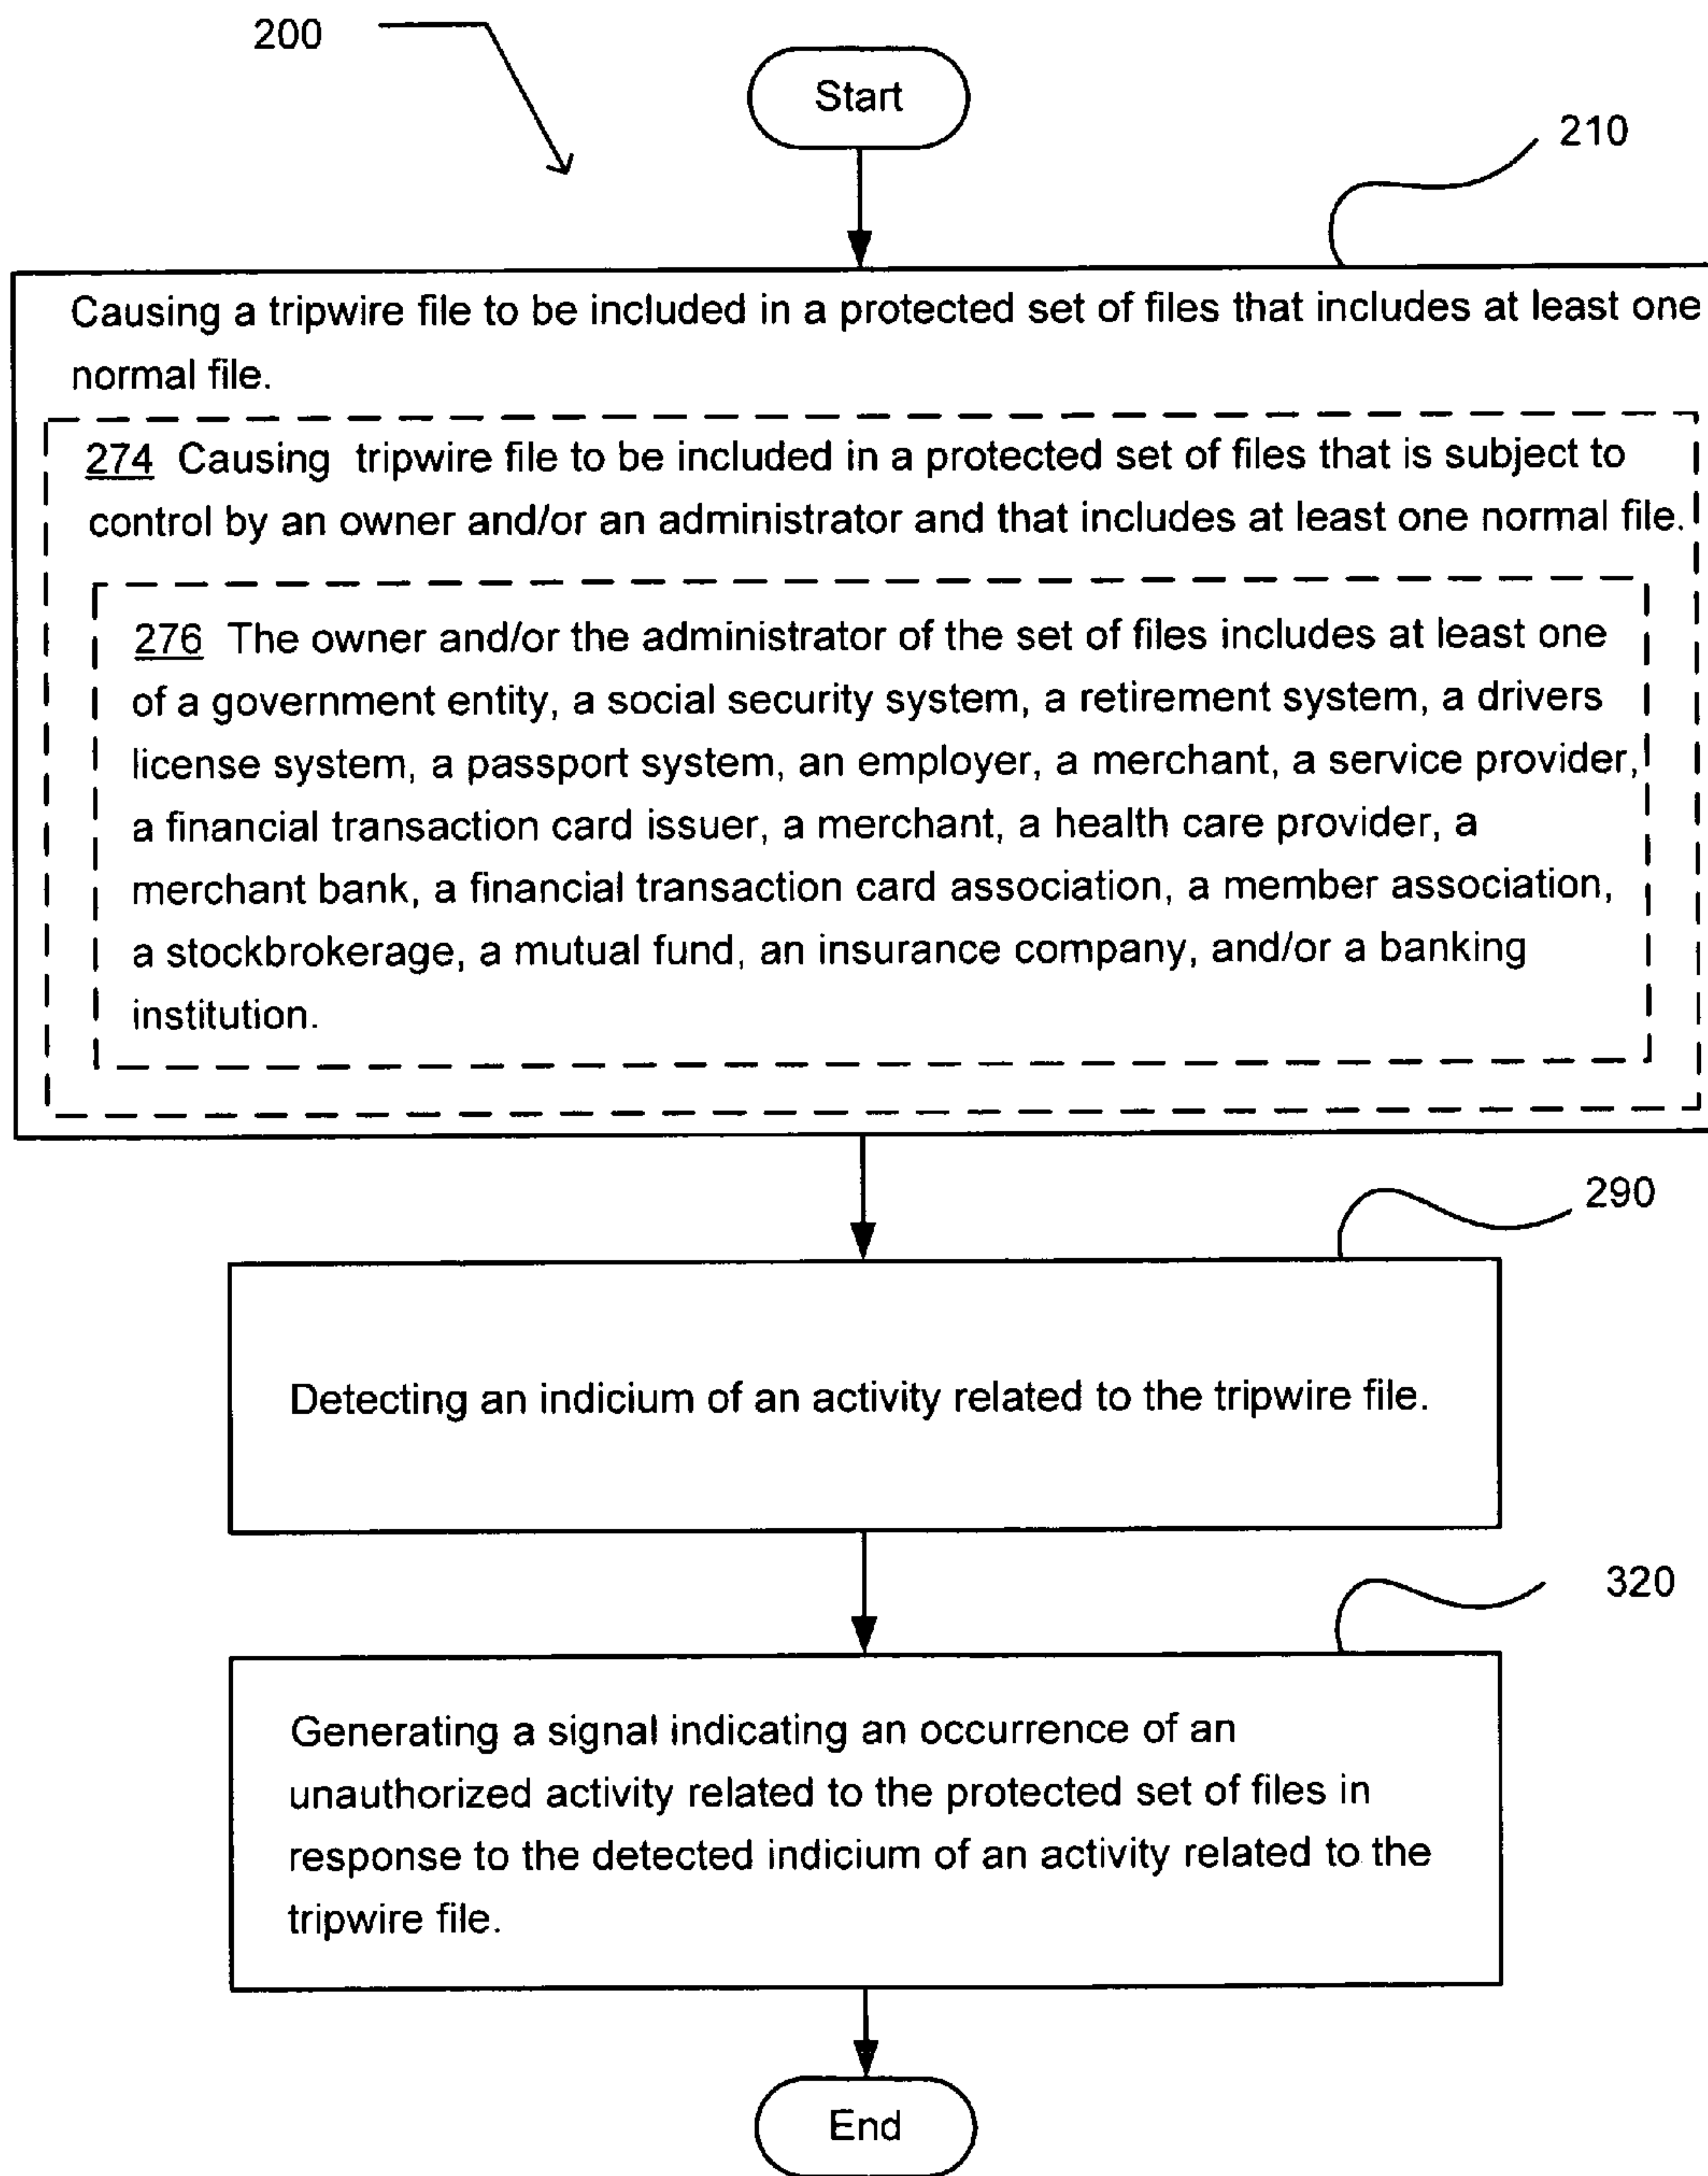 200
Start
210
Causing a tripwire file to be included in a protected set of files that includes at least one
normal file.
274 Causing tripwire file to be included in a protected set of files that is subject to
control by an owner and/or an administrator and that includes at least one normal file.
276 The owner and/or the administrator of the set of files includes at least one
of a government entity, a social security system, a retirement system, a drivers
license system, a passport system, an employer, a merchant, a service provider,
a financial transaction card issuer, a merchant, a health care provider, a
merchant bank, a financial transaction card association, a member association,
a stockbrokerage, a mutual fund, an insurance company, and/or a banking
institution.
290
Detecting an indicium of an activity related to the tripwire file.
320
Generating a signal indicating an occurrence of an
unauthorized activity related to the protected set of files in
response to the detected indicium of an activity related to the
tripwire file.
End